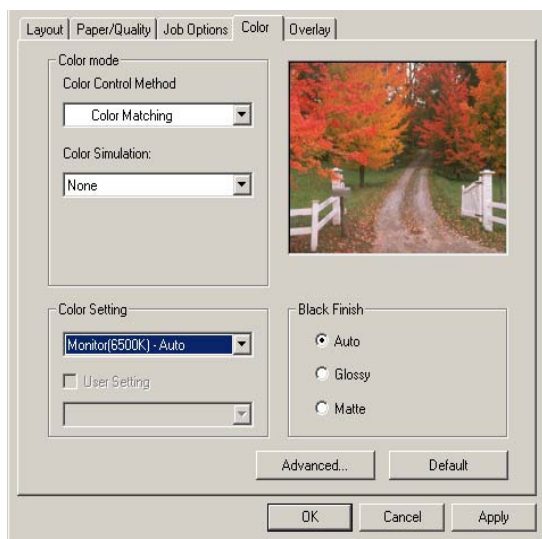 Layout Paper/Quality Job Options Color Overlay
Color mode
Color Control Method
Color Matching
Color Simulation:
None
Color Setting
Monitor(6500K) - Auto
User Setting
Black Finish
Auto
Glossy
Matte
Advanced... Default
OK Cancel Apply